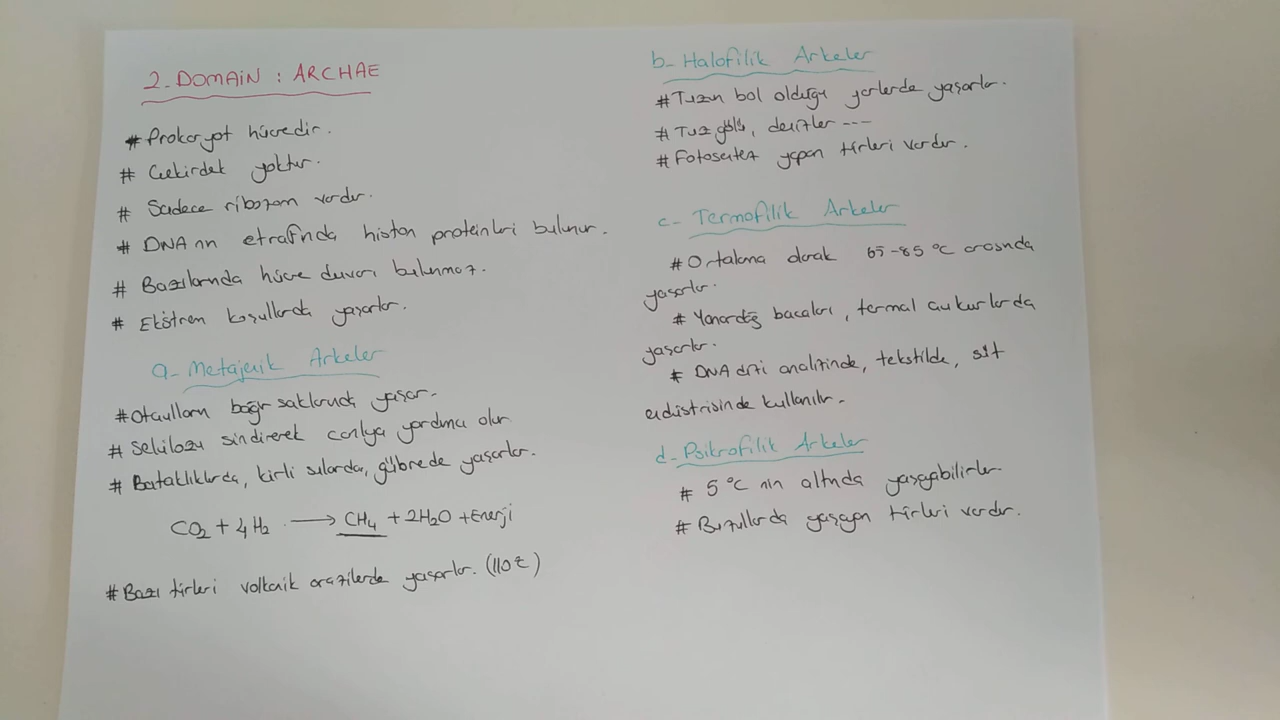 2-DOMAİN : ARCHAE
# Prokaryot hücredir.
# Çekirdek yoktur.
# Sadece ribozom vardır.
# DNA nın etrafında histon proteinleri bulunur.
# Bazılarında hücre duvarı bulunmaz.
# Ekstrem koşullarda yaşarlar.
a- Metajenik Arkeler
# Otçulların bağırsaklarında yaşar.
# Selülozu sindirerek canlıya yardımcı olur
# Bataklıklarda, kirli sularda, gübrede yaşarlar.
CO2 + 4H2 → CH4 + 2H2O + Enerji
# Bazı türleri volkanik arazilerde yaşarlar. (110
b- Halofilik Arkeler
# Tuzun bol olduğu yerlerde yaşarlar.
# Tuz gölü, denizler ---
# Fotosentez yapan türleri vardır.
c- Termofilik Arkeler
# Ortalama olarak 65-85 °C arasında
yaşarlar.
# Yanardağ bacaları, termal çukurlarda
yaşarlar.
# DNA dizi analizinde, tekstilde, süt
endüstrisinde kullanılır.
d- Psikrofilik Arkeler
# 5 °C nin altında yaşayabilirler
# Buzullarda yaşayan türleri vardır.